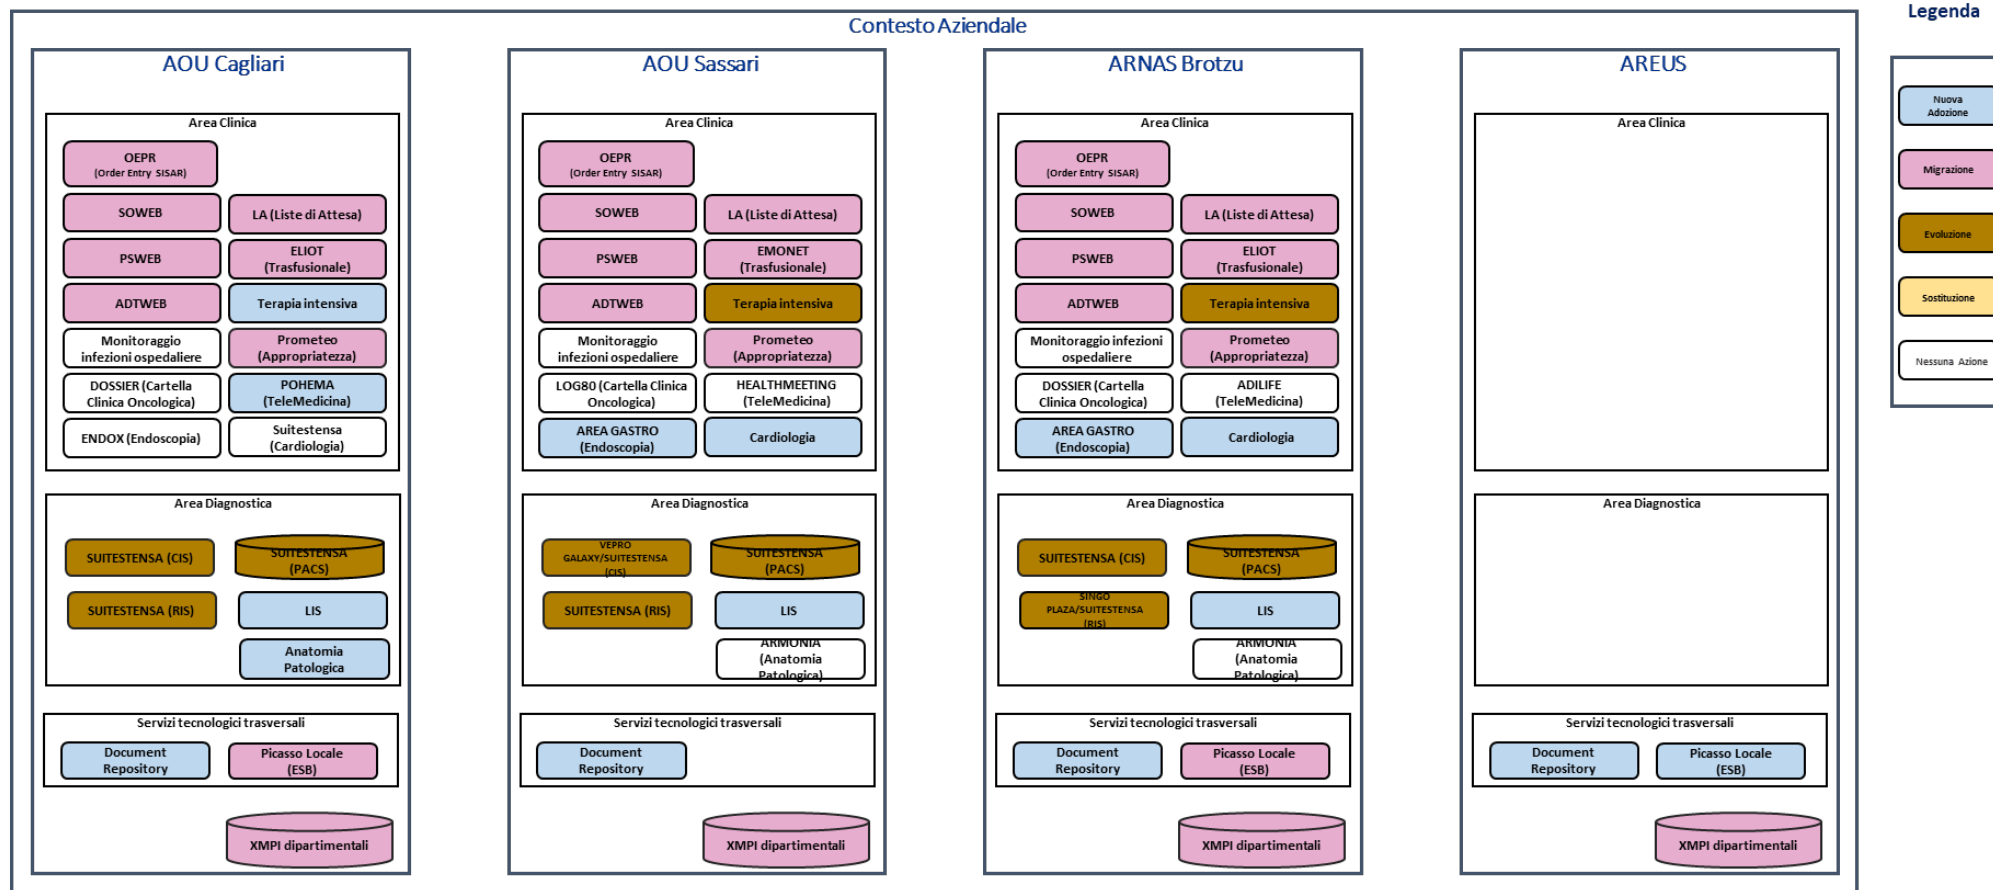 Contesto Aziendale
Legenda
AOU Cagliari
Area Clinica
OEPR
(Order Entry SISAR)
SOWEB
LA (Liste di Attesa)
PSWEB
ELIOT
(Trasfusionale)
ADTWEB
Terapia intensiva
Monitoraggio
infezioni ospedaliere
Prometeo
(Appropriatezza)
DOSSIER (Cartella
Clinica Oncologica)
POHEMA
(TeleMedicina)
ENDOX (Endoscopia)
Suitestensa
(Cardiologia)
Area Diagnostica
SUITESTENSA (CIS)
SUITESTENSA
(PACS)
SUITESTENSA (RIS)
LIS
Anatomia
Patologica
Servizi tecnologici trasversali
Document
Repository
Picasso Locale
(ESB)
XMPI dipartimentali
AOU Sassari
Area Clinica
OEPR
(Order Entry SISAR)
SOWEB
LA (Liste di Attesa)
PSWEB
EMONET
(Trasfusionale)
ADTWEB
Terapia intensiva
Monitoraggio
infezioni ospedaliere
Prometeo
(Appropriatezza)
LOG80 (Cartella Clinica
Oncologica)
HEALTHMEETING
(TeleMedicina)
AREA GASTRO
(Endoscopia)
Cardiologia
Area Diagnostica
VEPRO
GALAXY/SUITESTENSA
(CIS)
SUITESTENSA
(PACS)
SUITESTENSA (RIS)
LIS
ARMONIA
(Anatomia
Patologica)
Servizi tecnologici trasversali
Document
Repository
XMPI dipartimentali
ARNAS Brotzu
Area Clinica
OEPR
(Order Entry SISAR)
SOWEB
LA (Liste di Attesa)
PSWEB
ELIOT
(Trasfusionale)
ADTWEB
Terapia intensiva
Monitoraggio infezioni
ospedaliere
Prometeo
(Appropriatezza)
DOSSIER (Cartella
Clinica Oncologica)
ADILIFE
(TeleMedicina)
AREA GASTRO
(Endoscopia)
Cardiologia
Area Diagnostica
SUITESTENSA (CIS)
SUITESTENSA
(PACS)
SINGO
PLAZA/SUITESTENSA
(RIS)
LIS
ARMONIA
(Anatomia
Patologica)
Servizi tecnologici trasversali
Document
Repository
Picasso Locale
(ESB)
XMPI dipartimentali
AREUS
Area Clinica
Area Diagnostica
Servizi tecnologici trasversali
Document
Repository
Picasso Locale
(ESB)
XMPI dipartimentali
Nuova
Adozione
Migrazione
Evoluzione
Sostituzione
Nessuna Azione